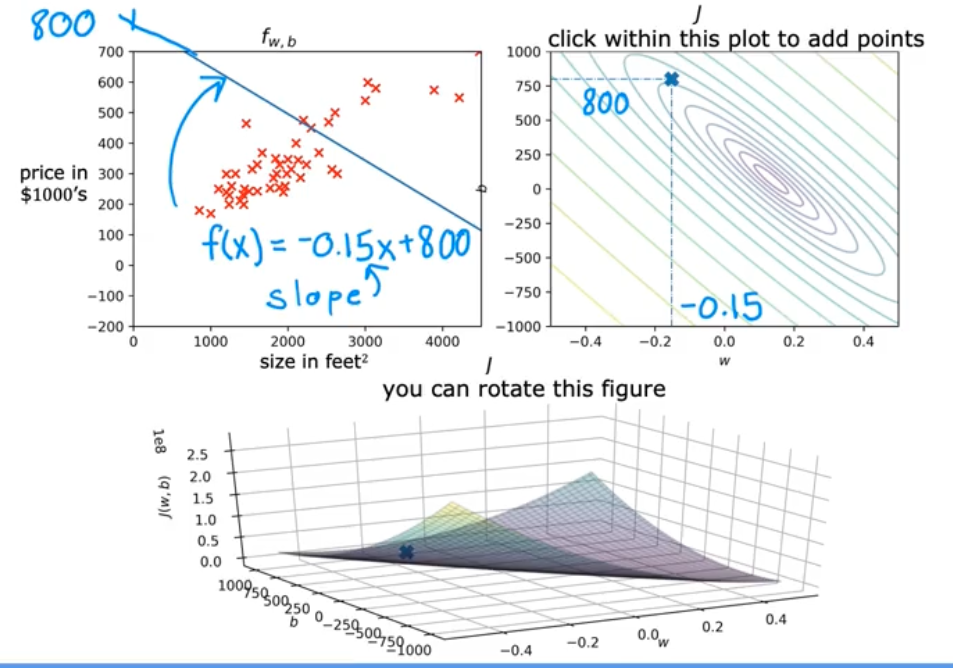 800
f_{w,b}
700
600
500
400
300
200
100
0
−100
−200
price in
$1000's
0 1000 2000 3000 4000
size in feet²
f(x) = -0.15x+800
slope
J
click within this plot to add points
1000
750
500
250
0
−250
−500
−750
−1000
b
800
-0.15
−0.4 −0.2 0.0 0.2 0.4
w
J
you can rotate this figure
1e8
J(w, b)
2.5
2.0
1.5
1.0
0.5
0.0
1000
750
500
250
0
−250
−500
−750
−1000
b
−0.4 −0.2 0.0 0.2 0.4
w